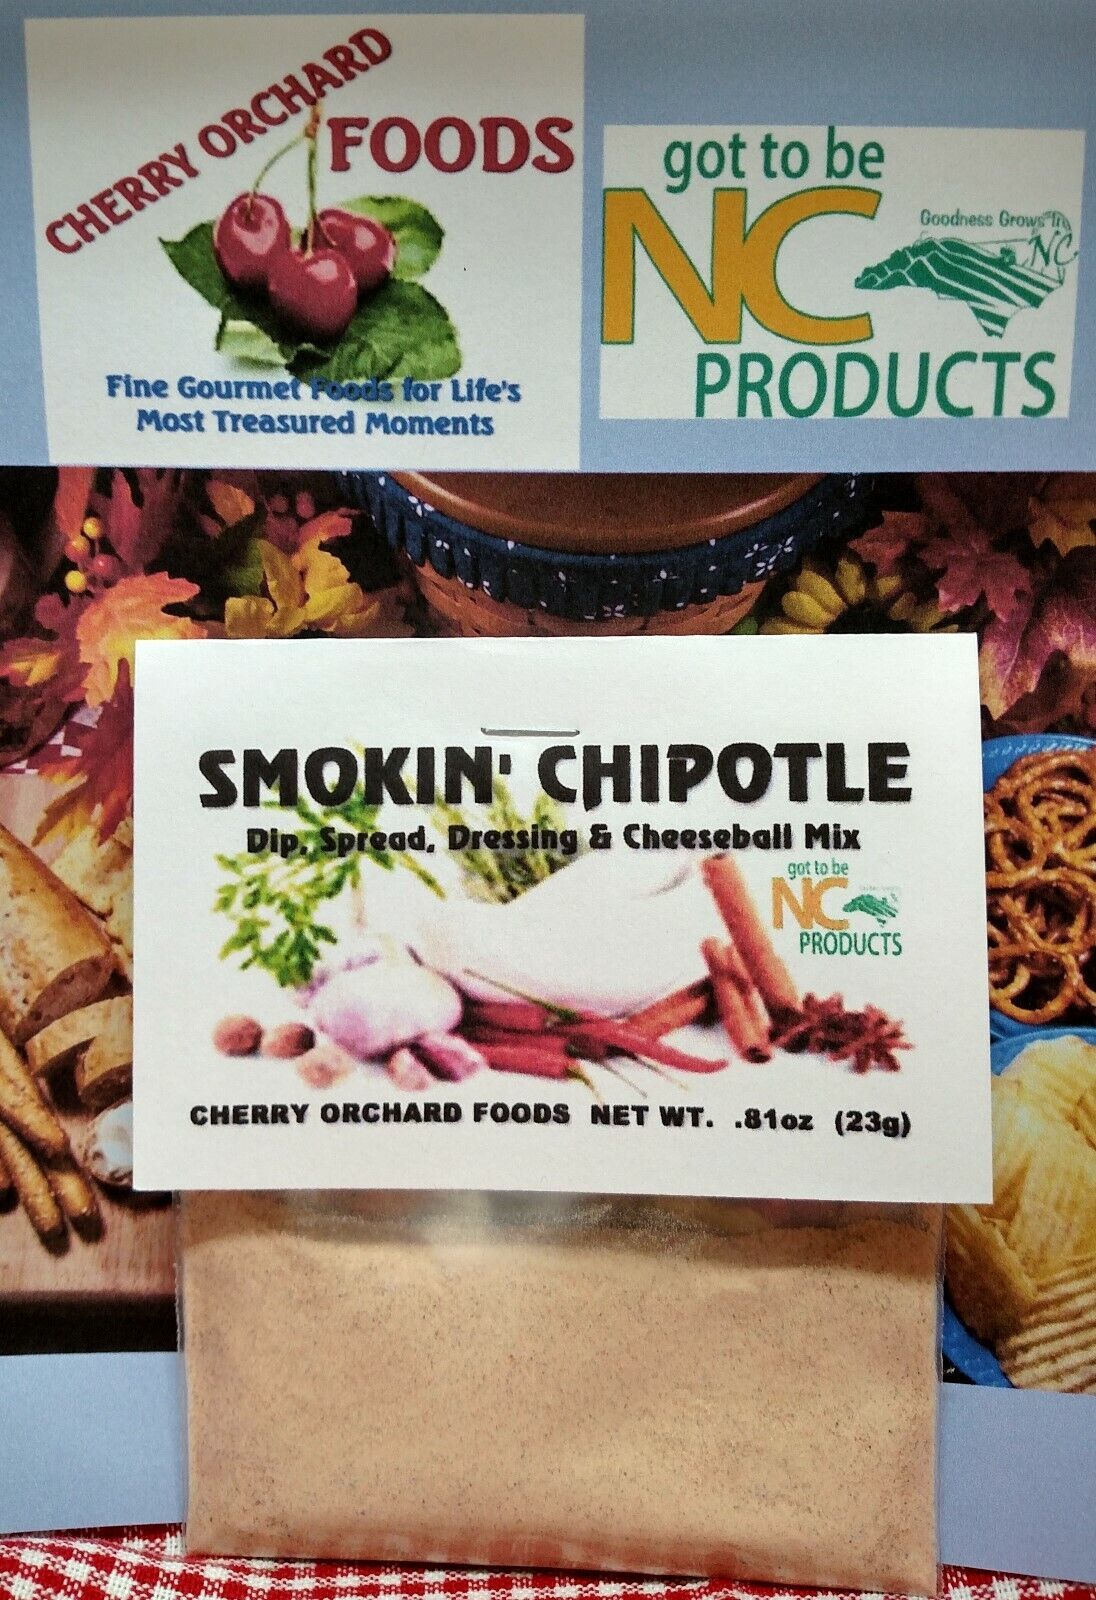 CHERRY ORCHARD
FOODS
Fine Gourmet Foods for Life's
Most Treasured Moments
got to be
NC
Goodness Grows In
NC
PRODUCTS
SMOKIN' CHIPOTLE
Dip, Spread, Dressing & Cheeseball Mix
got to be
NC
PRODUCTS
CHERRY ORCHARD FOODS NET WT. .81oz (23g)